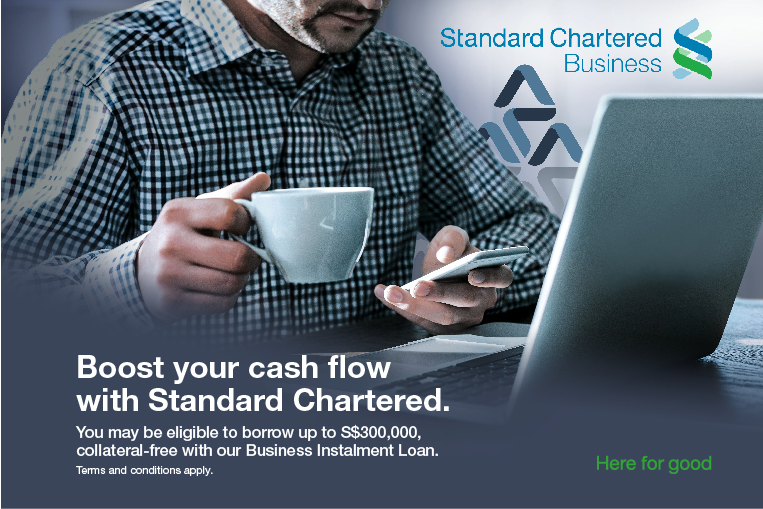 Standard Chartered
Business
Boost your cash flow
with Standard Chartered.
You may be eligible to borrow up to S$300,000,
collateral-free with our Business Instalment Loan.
Terms and conditions apply.
Here for good